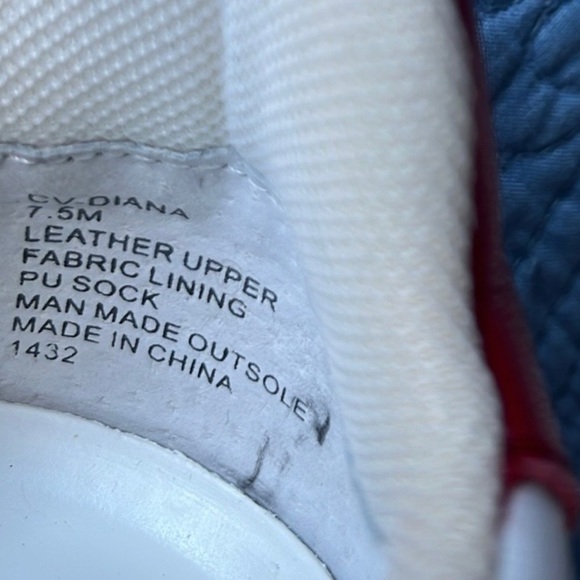 CV-DIANA
7.5M
LEATHER UPPER
FABRIC LINING
PU SOCK
MAN MADE OUTSOLE
MADE IN CHINA
1432